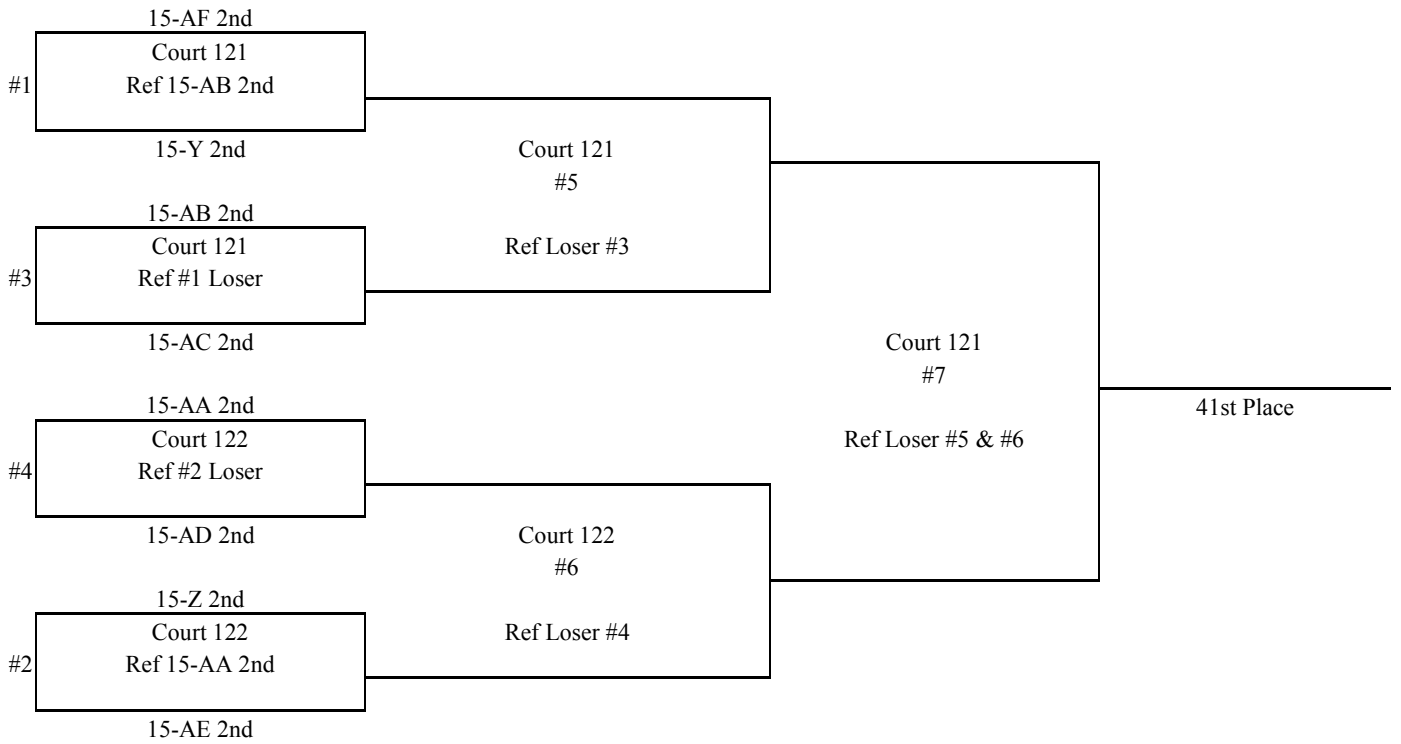 15-AF 2nd
Court 121
#1
Ref 15-AB 2nd
15-Y 2nd
Court 121
#5
15-AB 2nd
Court 121
Ref Loser #3
#3
Ref #1 Loser
15-AC 2nd
Court 121
#7
15-AA 2nd
41st Place
Court 122
Ref Loser #5 & #6
#4
Ref #2 Loser
15-AD 2nd
Court 122
#6
15-Z 2nd
Court 122
Ref Loser #4
#2
Ref 15-AA 2nd
15-AE 2nd